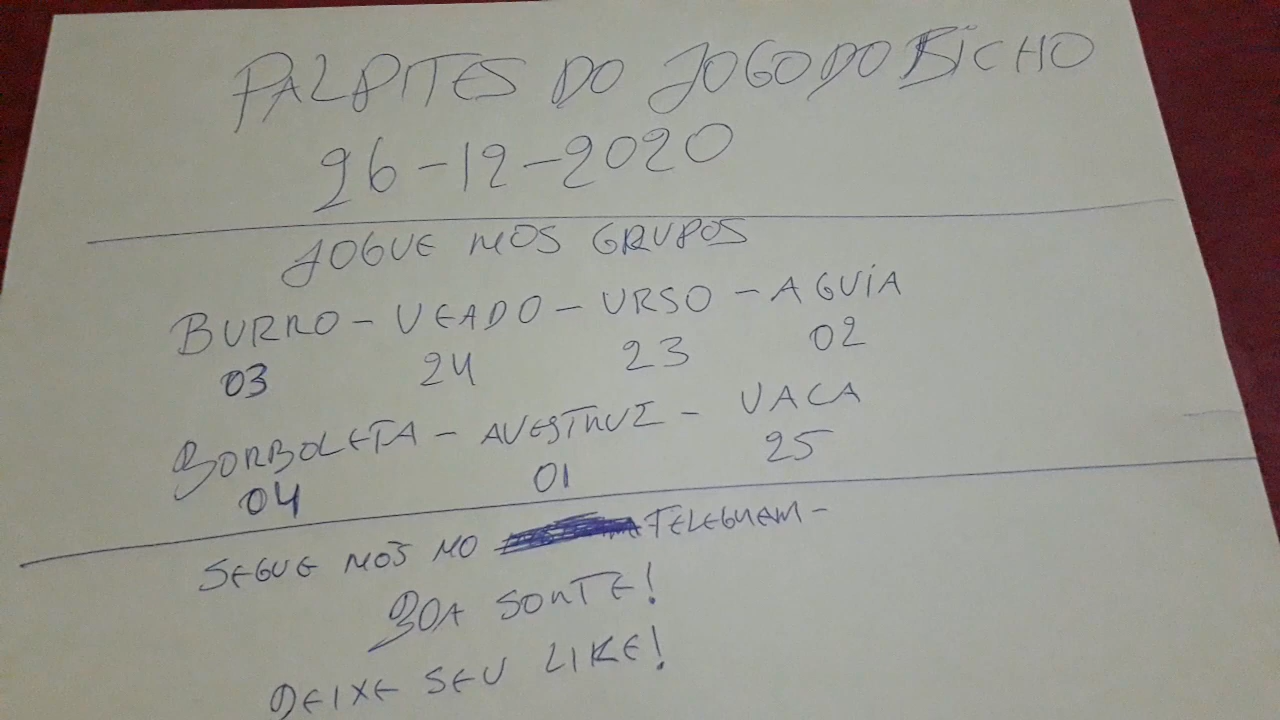 PALPITES DO JOGO DO BICHO
26-12-2020
JOGUE NOS GRUPOS
BURRO - VEADO - URSO - AGUIA
03 24 23 02
BORBOLETA - AVESTRUZ - VACA
04 01 25
SEGUE NOS NO TELEGRAM -
BOA SORTE!
DEIXE SEU LIKE!